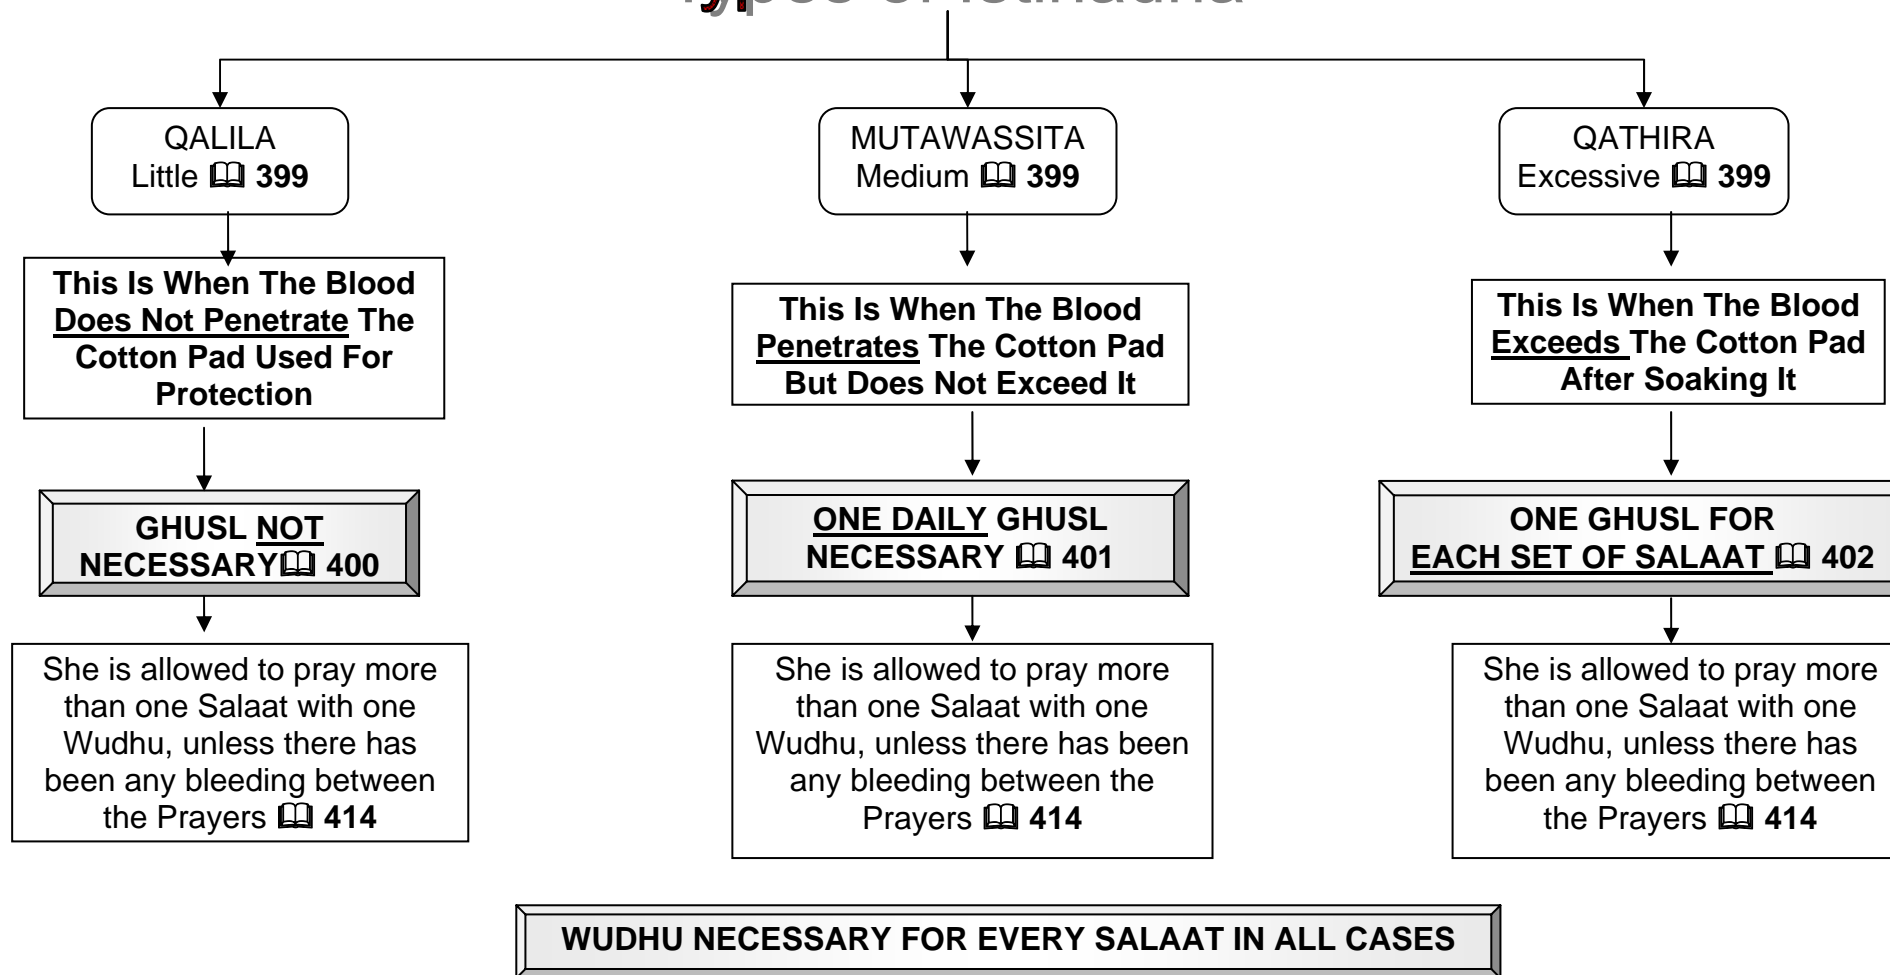 QALILA
Little 🕮 399
MUTAWASSITA
Medium 🕮 399
QATHIRA
Excessive 🕮 399
This Is When The Blood
Does Not Penetrate The
Cotton Pad Used For
Protection
This Is When The Blood
Penetrates The Cotton Pad
But Does Not Exceed It
This Is When The Blood
Exceeds The Cotton Pad
After Soaking It
GHUSL NOT
NECESSARY🕮 400
ONE DAILY GHUSL
NECESSARY 🕮 401
ONE GHUSL FOR
EACH SET OF SALAAT 🕮 402
She is allowed to pray more
than one Salaat with one
Wudhu, unless there has
been any bleeding between
the Prayers 🕮 414
She is allowed to pray more
than one Salaat with one
Wudhu, unless there has been
any bleeding between the
Prayers 🕮 414
She is allowed to pray more
than one Salaat with one
Wudhu, unless there has
been any bleeding between
the Prayers 🕮 414
WUDHU NECESSARY FOR EVERY SALAAT IN ALL CASES